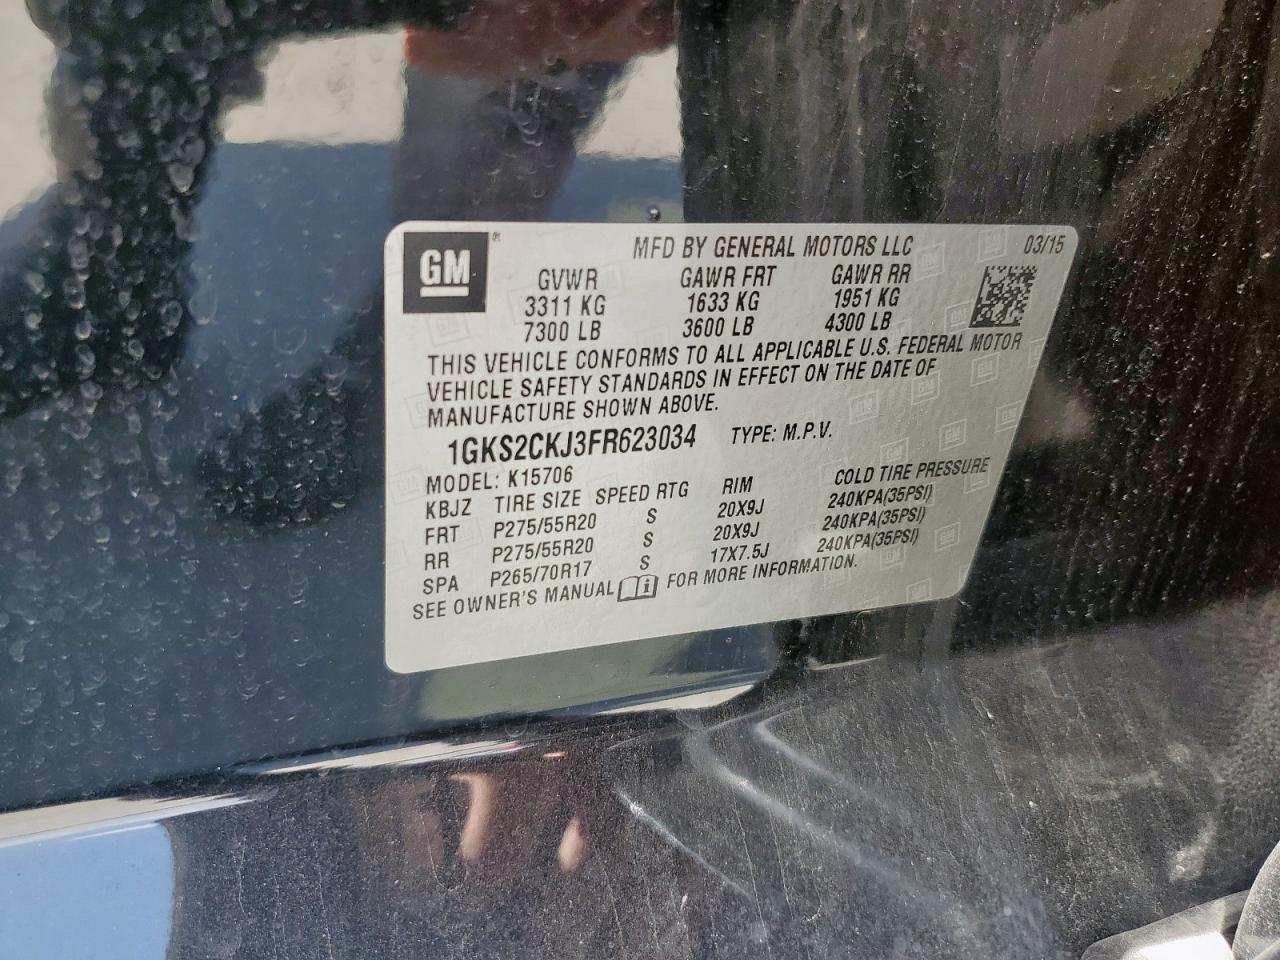 GM® MFD BY GENERAL MOTORS LLC 03/15
GVWR GAWR FRT GAWR RR
3311 KG 1633 KG 1951 KG
7300 LB 3600 LB 4300 LB
THIS VEHICLE CONFORMS TO ALL APPLICABLE U.S. FEDERAL MOTOR
VEHICLE SAFETY STANDARDS IN EFFECT ON THE DATE OF
MANUFACTURE SHOWN ABOVE.
1GKS2CKJ3FR623034 TYPE: M.P.V.
MODEL: K15706
KBJZ TIRE SIZE SPEED RTG RIM COLD TIRE PRESSURE
FRT P275/55R20 S 20X9J 240KPA(35PSI)
RR P275/55R20 S 20X9J 240KPA(35PSI)
SPA P265/70R17 S 17X7.5J 240KPA(35PSI)
SEE OWNER'S MANUAL FOR MORE INFORMATION.